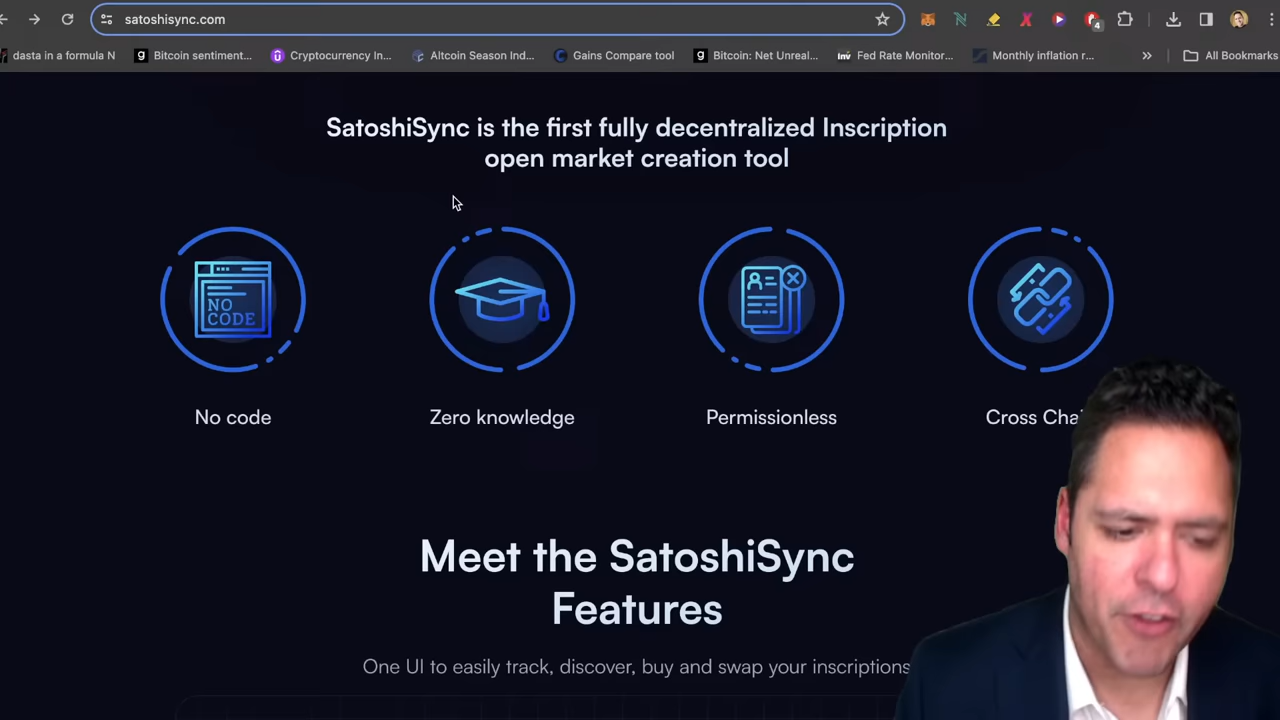 satoshisync.com
4
dasta in a formula N
Bitcoin sentiment...
Cryptocurrency In...
Altcoin Season Ind...
Gains Compare tool
Bitcoin: Net Unreal...
Inv
Fed Rate Monitor...
Monthly inflation r...
All Bookmarks
SatoshiSync is the first fully decentralized Inscription
open market creation tool
NO
CODE
No code
Zero knowledge
Permissionless
Cross Chai
Meet the SatoshiSync
Features
One UI to easily track, discover, buy and swap your inscriptions